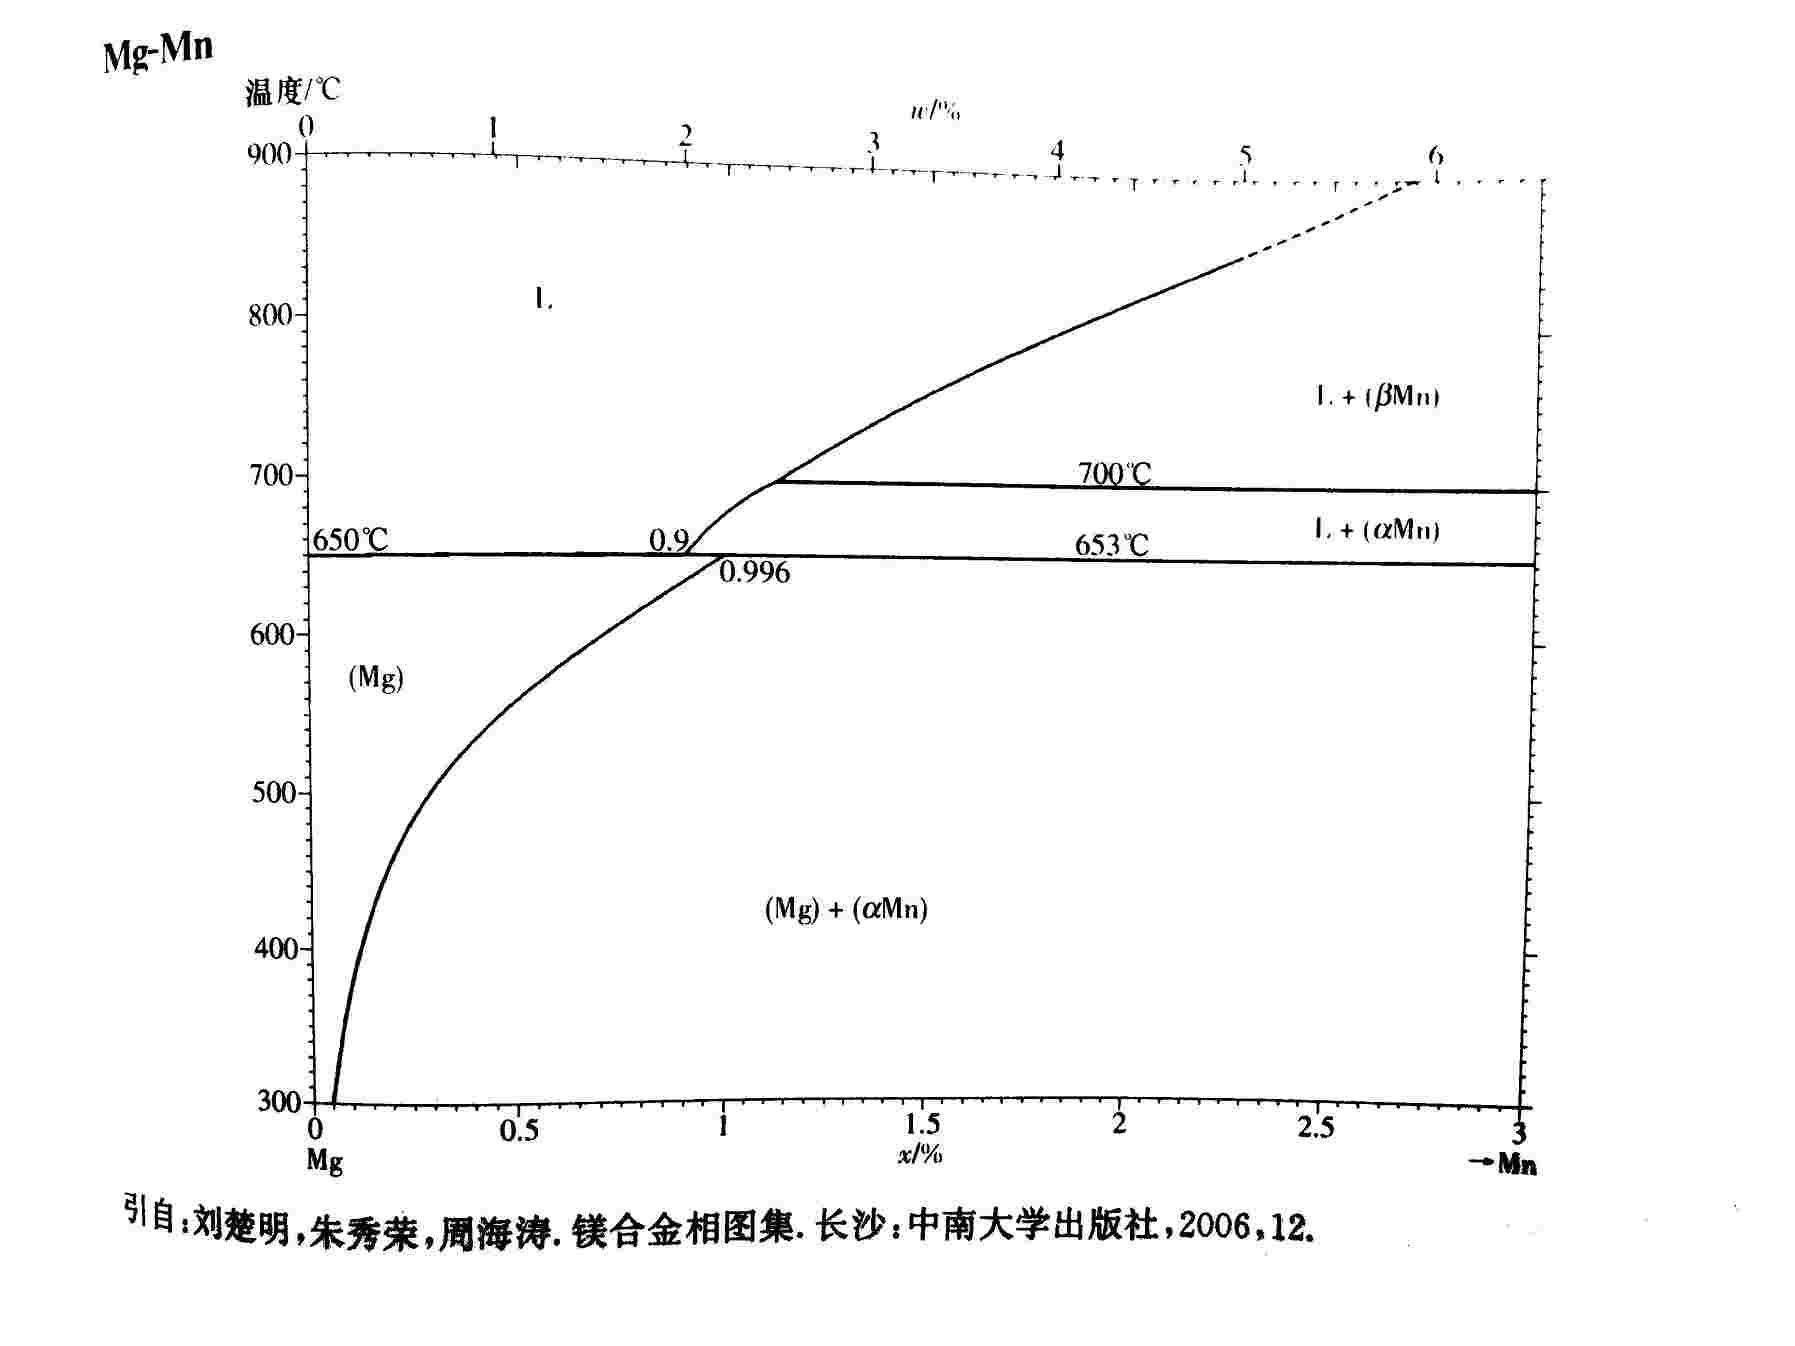 Mg-Mn
温度/℃
w/%
0 1 2 3 4 5 6
900
800
L
L + (βMn)
700
700℃
L + (αMn)
650℃
0.9
653℃
0.996
600
(Mg)
500
(Mg) + (αMn)
400
300
0 0.5 1 1.5 2 2.5 3
Mg
x/%
→Mn
引自:刘楚明,朱秀荣,周海涛.镁合金相图集.长沙:中南大学出版社,2006,12.